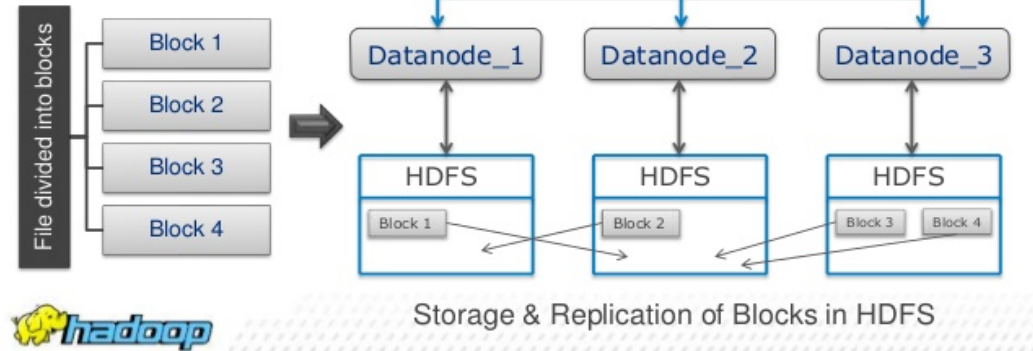 File divided into blocks
Block 1
Block 2
Block 3
Block 4
Datanode_1
Datanode_2
Datanode_3
HDFS
HDFS
HDFS
Block 1
Block 2
Block 3
Block 4
hadoop
Storage & Replication of Blocks in HDFS